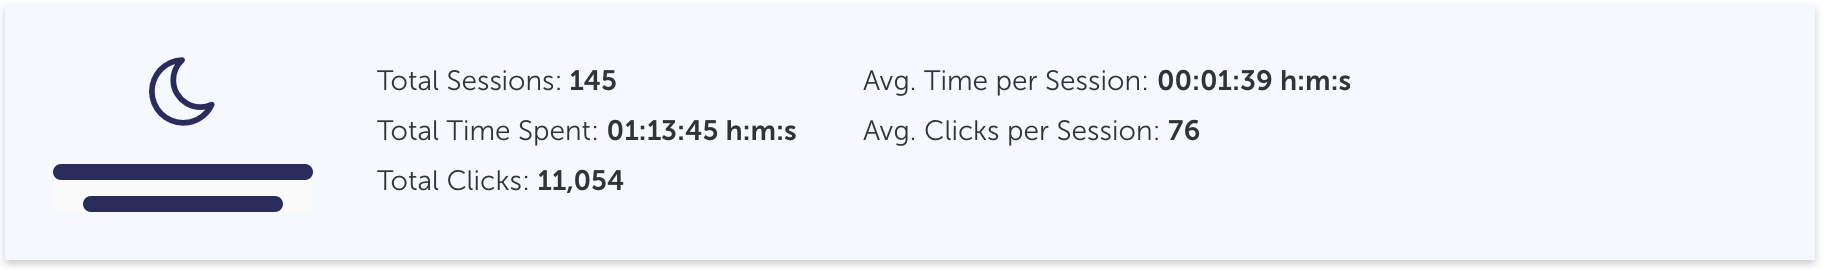 Total Sessions: 145
Total Time Spent: 01:13:45 h:m:s
Total Clicks: 11,054
Avg. Time per Session: 00:01:39 h:m:s
Avg. Clicks per Session: 76